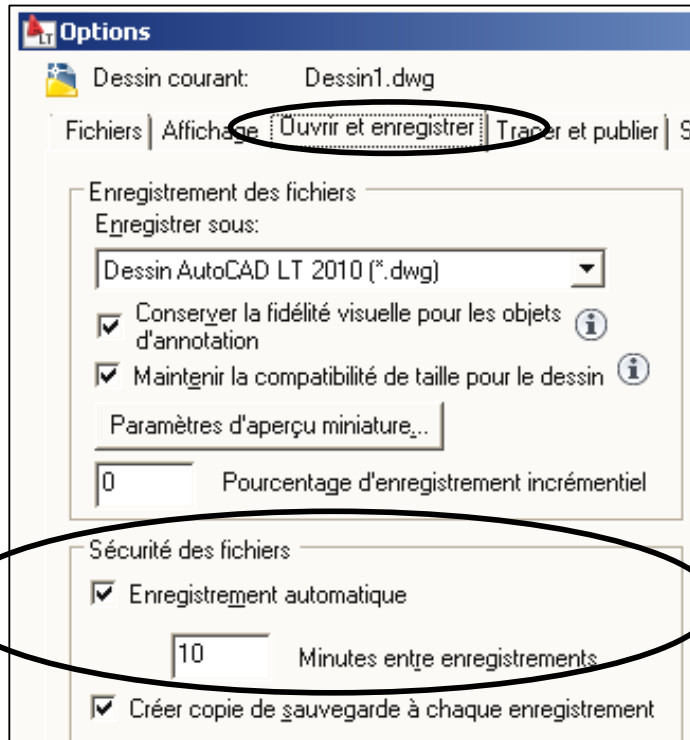 LT Options
Dessin courant: Dessin1.dwg
Fichiers Affichage Ouvrir et enregistrer Tracer et publier S
Enregistrement des fichiers
Enregistrer sous:
Dessin AutoCAD LT 2010 (*.dwg)
Conserver la fidélité visuelle pour les objets
d'annotation
Maintenir la compatibilité de taille pour le dessin
Paramètres d'aperçu miniature...
0 Pourcentage d'enregistrement incrémentiel
Sécurité des fichiers
Enregistrement automatique
10 Minutes entre enregistrements
Créer copie de sauvegarde à chaque enregistrement